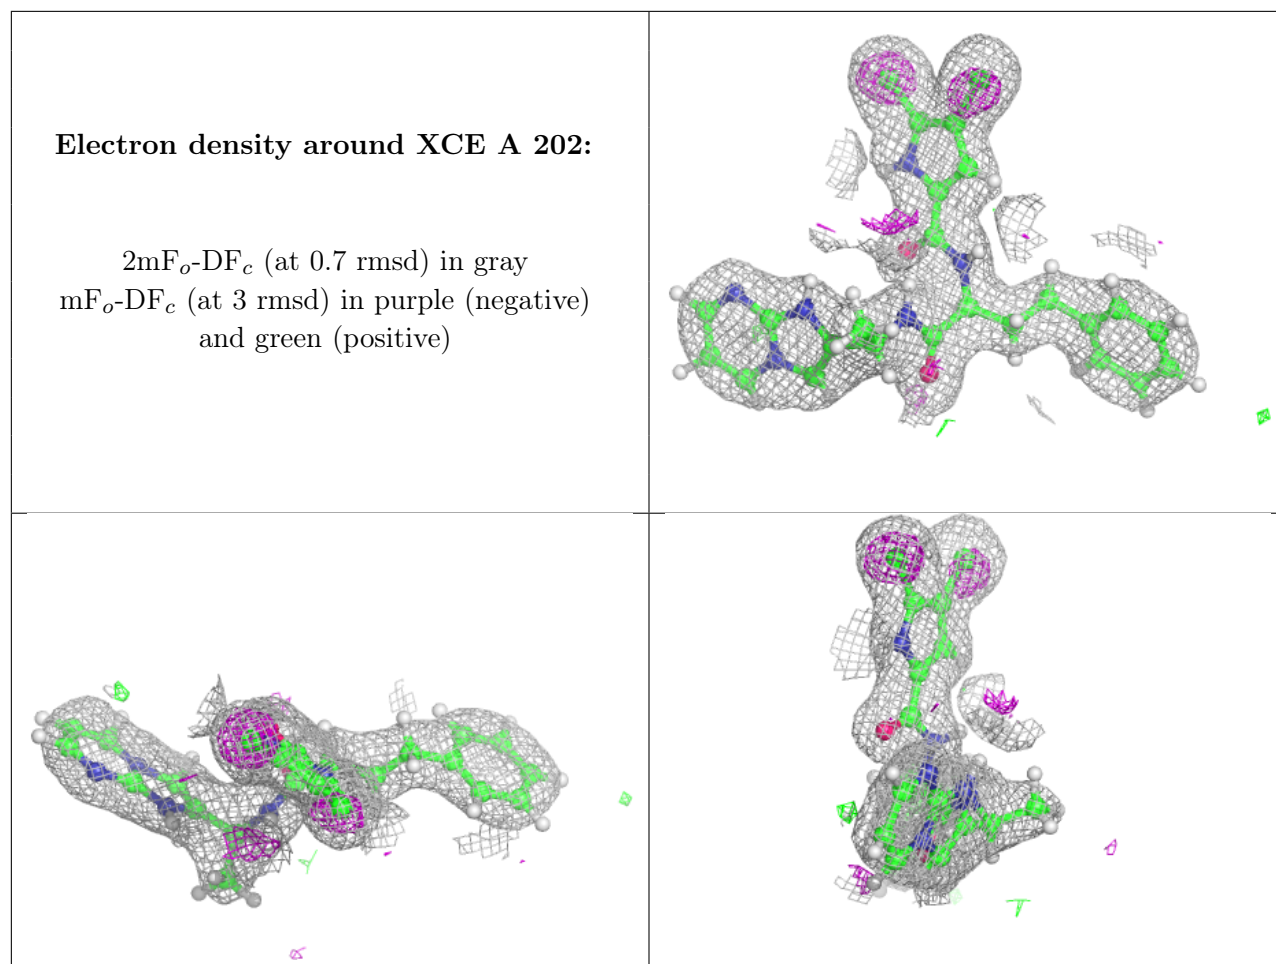 Electron density around XCE A 202:
2mFo-DFc (at 0.7 rmsd) in gray
mFo-DFc (at 3 rmsd) in purple (negative)
and green (positive)